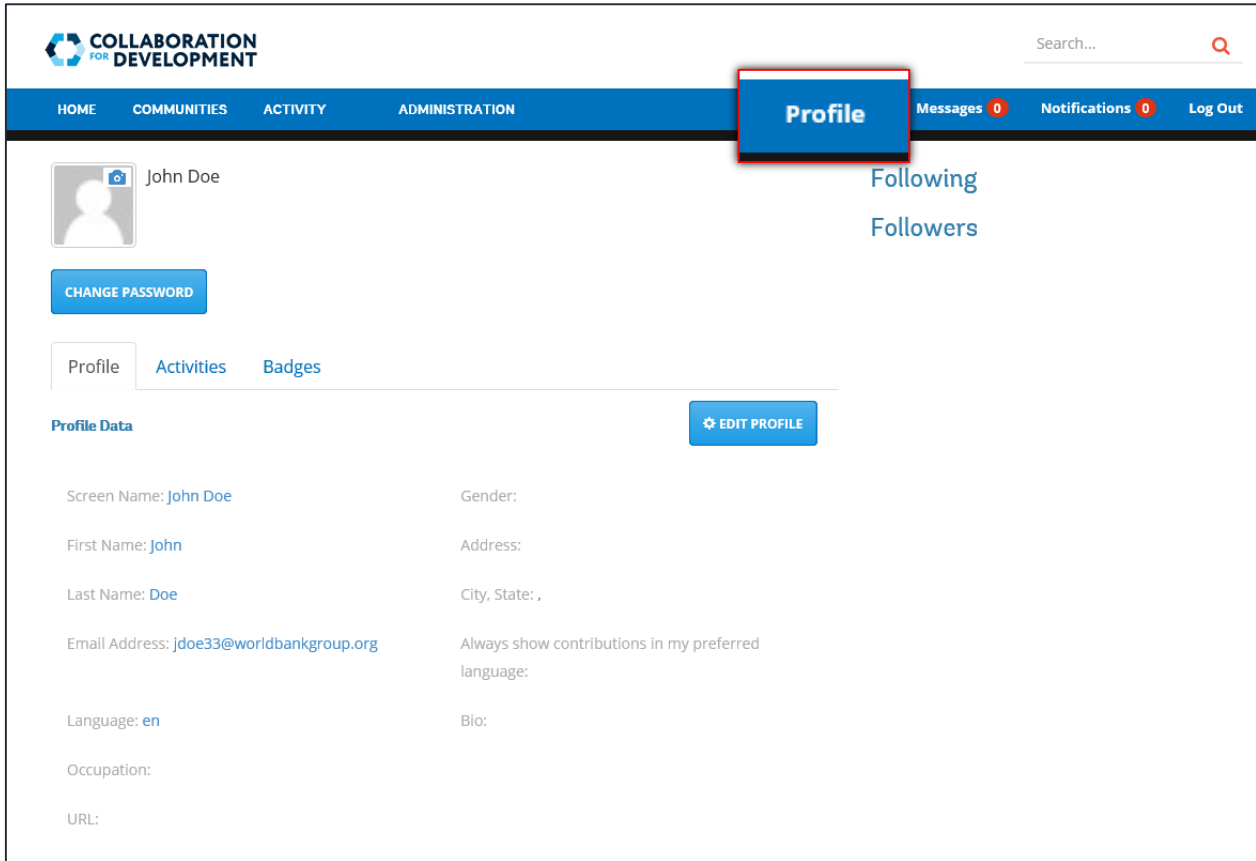 COLLABORATION
FOR DEVELOPMENT
Search...
HOME COMMUNITIES ACTIVITY ADMINISTRATION Profile Messages 0 Notifications 0 Log Out
John Doe
Following
Followers
CHANGE PASSWORD
Profile Activities Badges
Profile Data
EDIT PROFILE
Screen Name: John Doe
Gender:
First Name: John
Address:
Last Name: Doe
City, State: ,
Email Address: jdoe33@worldbankgroup.org
Always show contributions in my preferred
language:
Language: en
Bio:
Occupation:
URL: